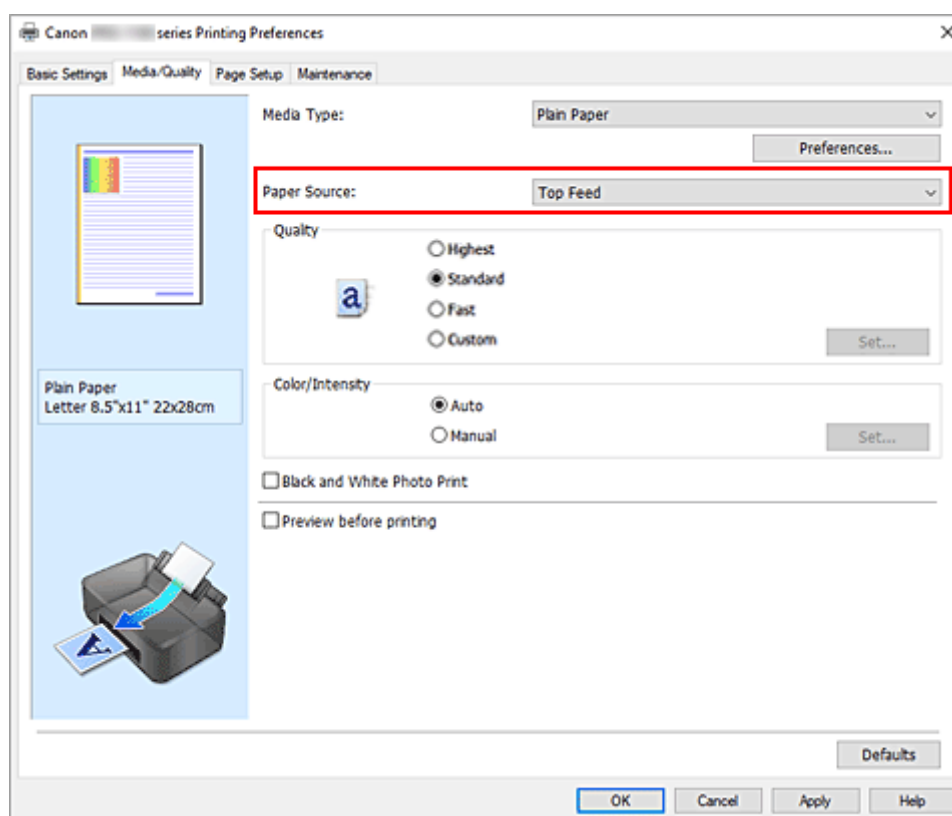 Canon series Printing Preferences
Basic Settings Media/Quality Page Setup Maintenance
Media Type: Plain Paper
Preferences...
Paper Source: Top Feed
Quality
Highest
a
Standard
Fast
Custom
Set...
Plain Paper
Letter 8.5"x11" 22x28cm
Color/Intensity
Auto
Manual
Set...
Black and White Photo Print
Preview before printing
A
Defaults
OK Cancel Apply Help